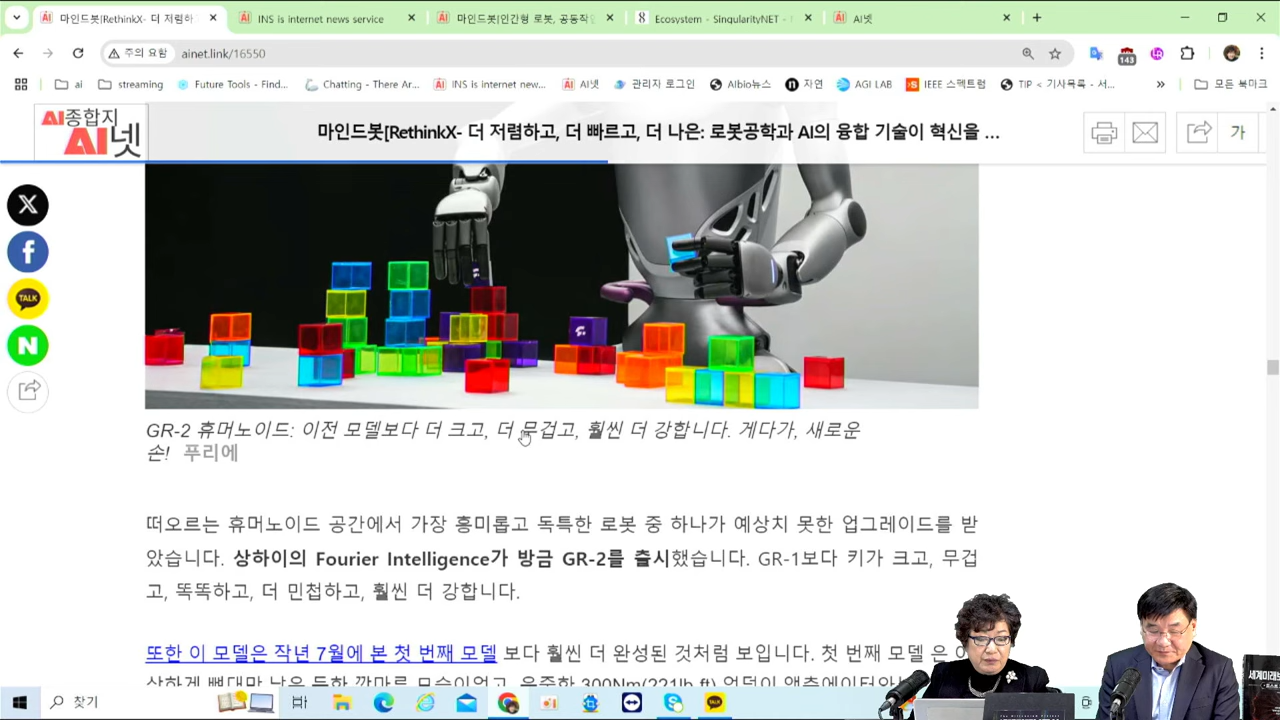 마인드봇[RethinkX- 더 저렴하
INS is internet news service
마인드봇[인간형 로봇, 공동작업
Ecosystem - SingularityNET -
AI넷
주의 요함
ainet.link/16550
143
ai
streaming
Future Tools - Find...
Chatting - There Ar...
INS is internet new...
AI넷
관리자 로그인
Albio뉴스
자연
AGI LAB
IEEE 스펙트럼
TIP < 기사목록 - 서...
모든 북마크
AI종합지
AI넷
마인드봇[RethinkX- 더 저렴하고, 더 빠르고, 더 나은: 로봇공학과 AI의 융합 기술이 혁신을 ...
가
TALK
N
GR-2 휴머노이드: 이전 모델보다 더 크고, 더 무겁고, 훨씬 더 강합니다. 게다가, 새로운
손! 푸리에
떠오르는 휴머노이드 공간에서 가장 흥미롭고 독특한 로봇 중 하나가 예상치 못한 업그레이드를 받
았습니다. 상하이의 Fourier Intelligence가 방금 GR-2를 출시했습니다. GR-1보다 키가 크고, 무겁
고, 똑똑하고, 더 민첩하고, 훨씬 더 강합니다.
또한 이 모델은 작년 7월에 본 첫 번째 모델 보다 훨씬 더 완성된 것처럼 보입니다. 첫 번째 모델 은
찾기
TALK
세계미래보